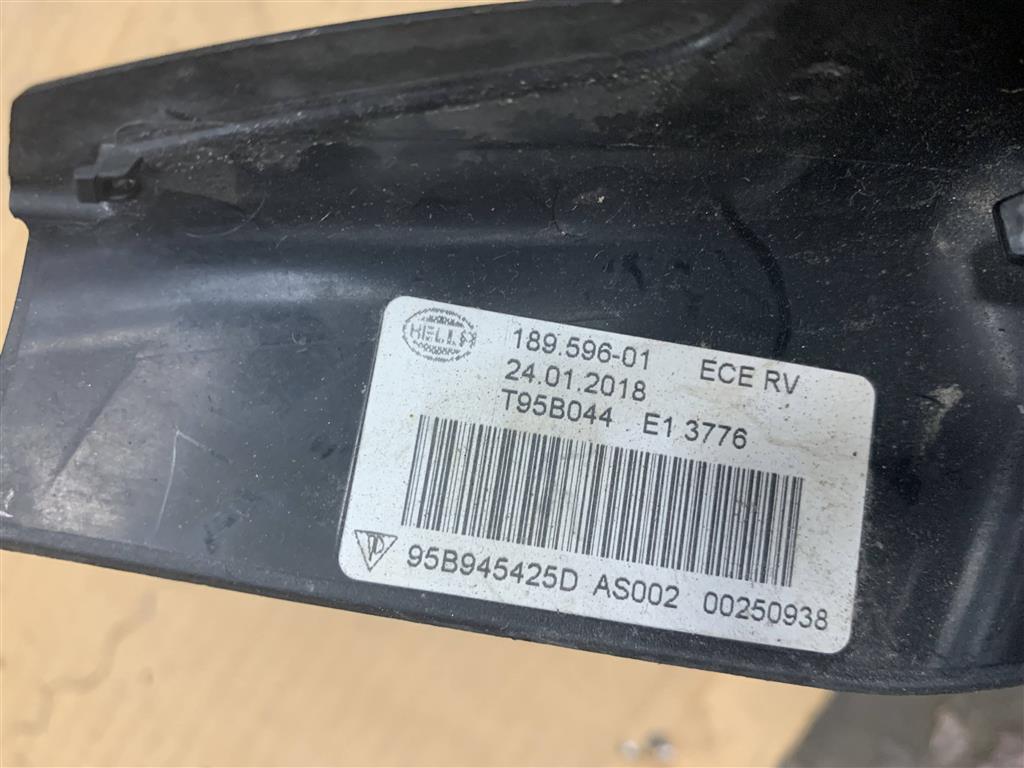 HELLA
189.596-01 ECE RV
24.01.2018
T95B044 E1 3776
95B945425D AS002 00250938